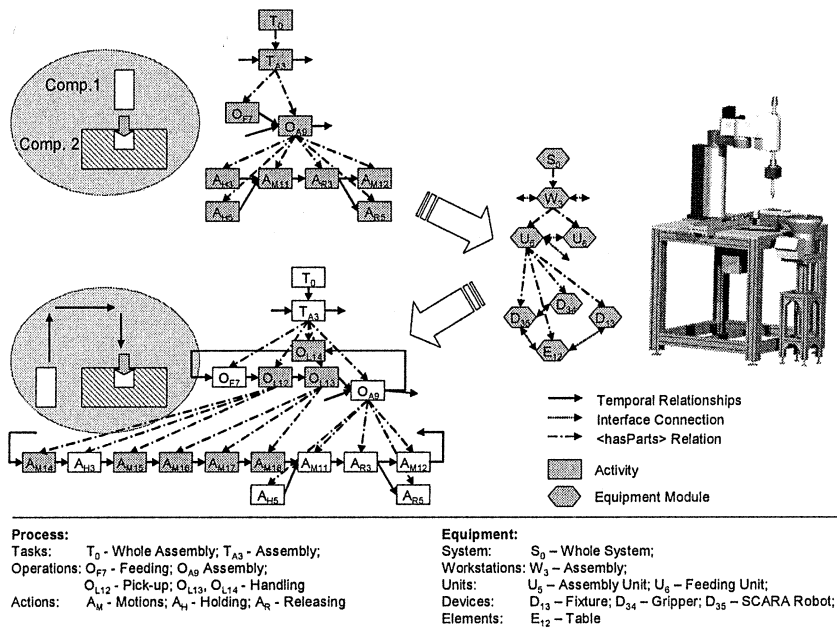 T0
TA3
Comp.1
Comp. 2
OF7
OA9
AH3 AM11 AR3 AM12
AH5 AR5
S0
W3
U5 U6
D35 D34 D13
E12
T0
TA3
OL14
OF7 OL12 OL13
OA9
AM14 AH3 AM15 AM16 AM17 AM18 AM11 AR3 AM12
AH5 AR5
Temporal Relationships
Interface Connection
<hasParts> Relation
Activity
Equipment Module
Process:
Tasks: T0 - Whole Assembly; TA3 - Assembly;
Operations: OF7 - Feeding; OA9 Assembly;
OL12 - Pick-up; OL13, OL14 - Handling
Actions: AM - Motions; AH - Holding; AR - Releasing
Equipment:
System: S0 – Whole System;
Workstations: W3 – Assembly;
Units: U5 – Assembly Unit; U6 – Feeding Unit;
Devices: D13 – Fixture; D34 – Gripper; D35 – SCARA Robot;
Elements: E12 – Table